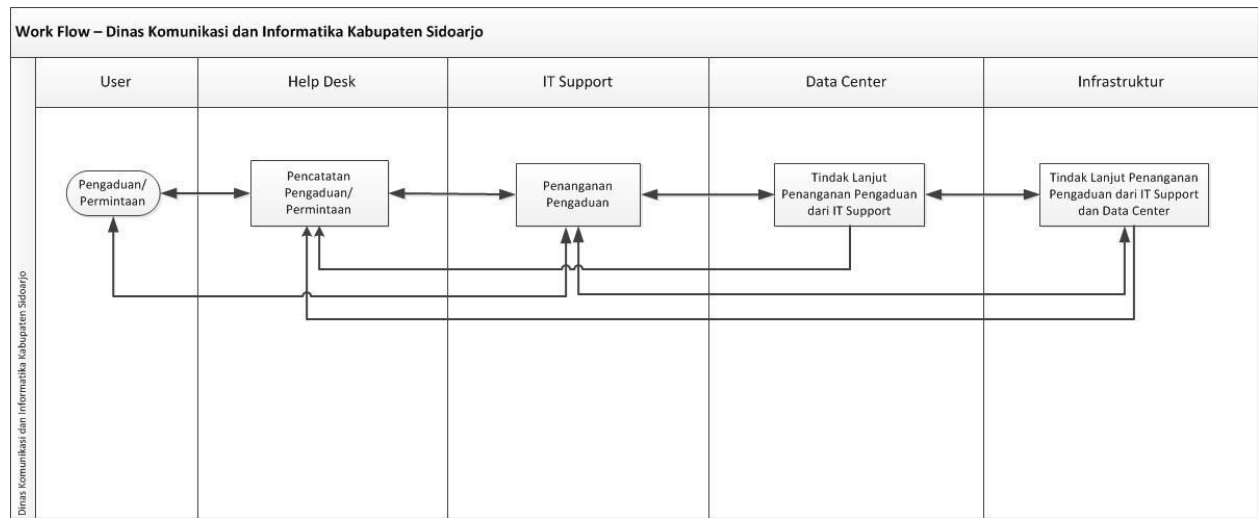 Work Flow – Dinas Komunikasi dan Informatika Kabupaten Sidoarjo
User
Help Desk
IT Support
Data Center
Infrastruktur
Pengaduan/
Permintaan
Pencatatan
Pengaduan/
Permintaan
Penanganan
Pengaduan
Tindak Lanjut
Penanganan Pengaduan
dari IT Support
Tindak Lanjut Penanganan
Pengaduan dari IT Support
dan Data Center
Dinas Komunikasi dan Informatika Kabupaten Sidoarjo